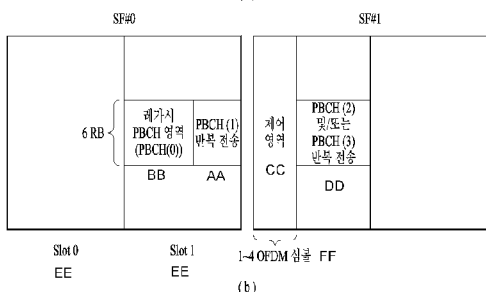 SF#0
SF#1
6 RB
레가시
PBCH 영역
(PBCH(0))
PBCH (1)
반복 전송
제어
영역
PBCH (2)
및/또는
PBCH (3)
반복 전송
BB
AA
CC
DD
Slot 0
Slot 1
1~4 OFDM 심볼 FF
EE
EE
(b)